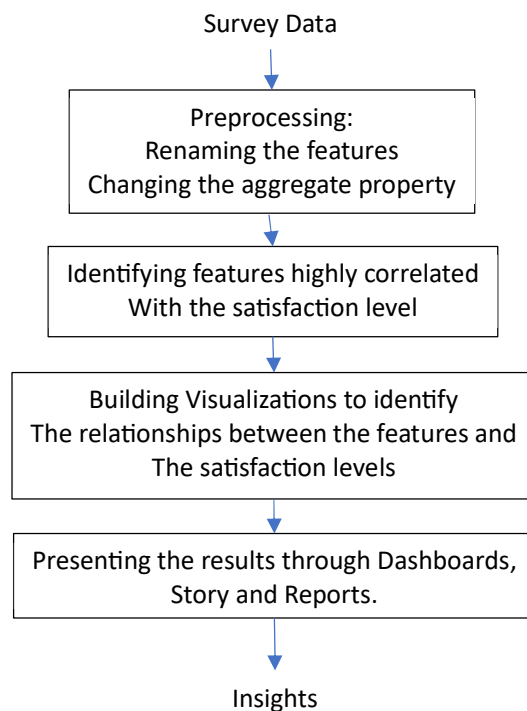 Survey Data
Preprocessing:
Renaming the features
Changing the aggregate property
Identifying features highly correlated
With the satisfaction level
Building Visualizations to identify
The relationships between the features and
The satisfaction levels
Presenting the results through Dashboards,
Story and Reports.
Insights